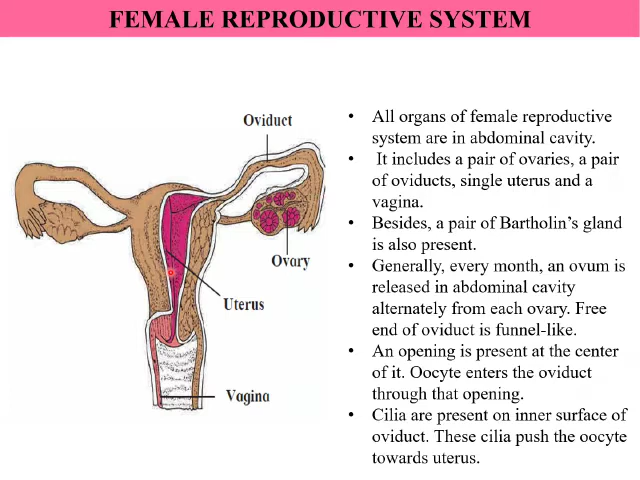 FEMALE REPRODUCTIVE SYSTEM
Oviduct
Ovary
Uterus
Vagina
• All organs of female reproductive
system are in abdominal cavity.
• It includes a pair of ovaries, a pair
of oviducts, single uterus and a
vagina.
• Besides, a pair of Bartholin’s gland
is also present.
• Generally, every month, an ovum is
released in abdominal cavity
alternately from each ovary. Free
end of oviduct is funnel-like.
• An opening is present at the center
of it. Oocyte enters the oviduct
through that opening.
• Cilia are present on inner surface of
oviduct. These cilia push the oocyte
towards uterus.